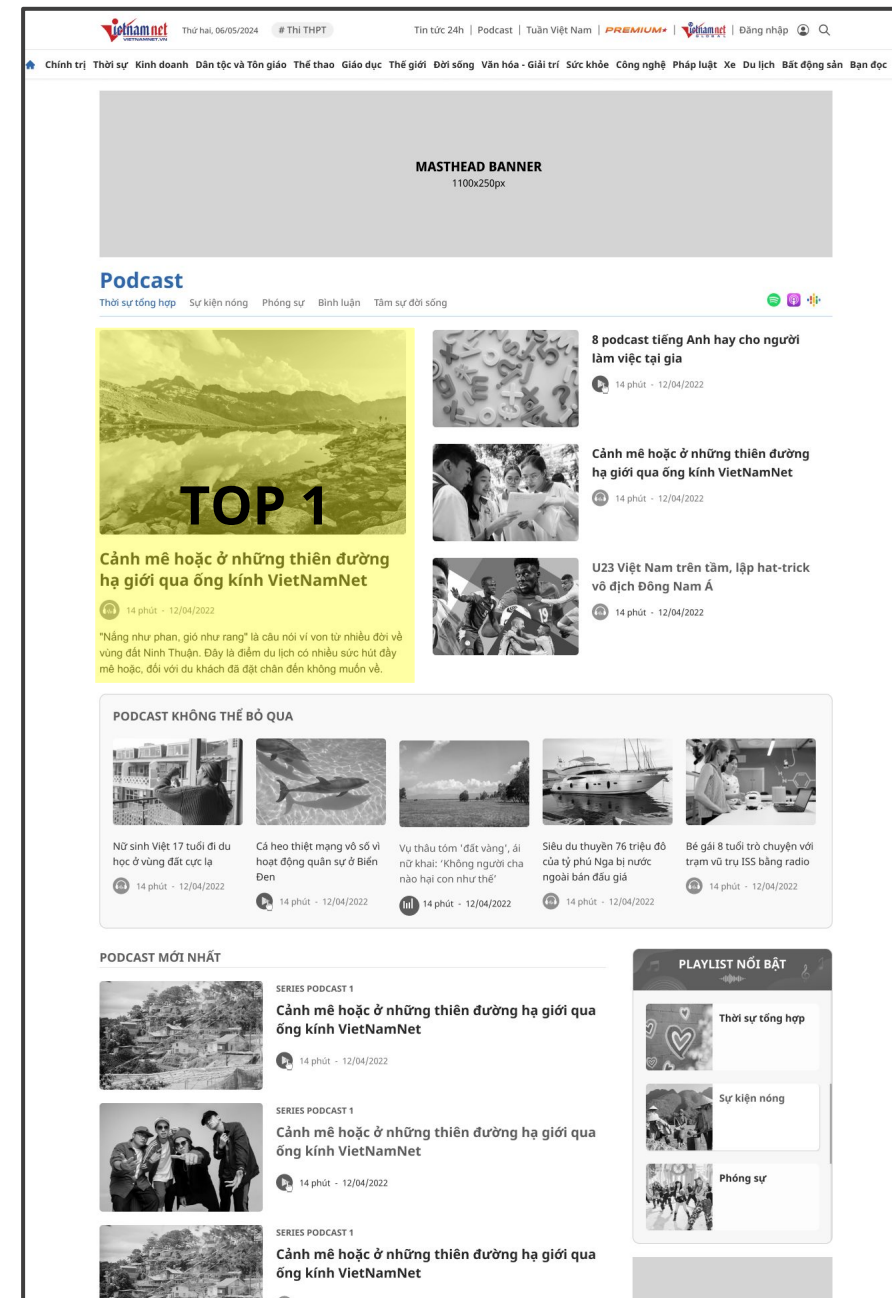 vietnamnet
VIETNAMNET.VN
Thứ hai, 06/05/2024
# Thi THPT
Tin tức 24h | Podcast | Tuần Việt Nam | PREMIUM | vietnamnet GLOBAL | Đăng nhập
Chính trị Thời sự Kinh doanh Dân tộc và Tôn giáo Thể thao Giáo dục Thế giới Đời sống Văn hóa - Giải trí Sức khỏe Công nghệ Pháp luật Xe Du lịch Bất động sản Bạn đọc
MASTHEAD BANNER
1100x250px
Podcast
Thời sự tổng hợp Sự kiện nóng Phóng sự Bình luận Tâm sự đời sống
TOP 1
Cảnh mê hoặc ở những thiên đường
hạ giới qua ống kính VietNamNet
14 phút - 12/04/2022
"Nắng như phan, gió như rang" là câu nói ví von từ nhiều đời về
vùng đất Ninh Thuận. Đây là điểm du lịch có nhiều sức hút đầy
mê hoặc, đối với du khách đã đặt chân đến không muốn về.
8 podcast tiếng Anh hay cho người
làm việc tại gia
14 phút - 12/04/2022
Cảnh mê hoặc ở những thiên đường
hạ giới qua ống kính VietNamNet
14 phút - 12/04/2022
U23 Việt Nam trên tầm, lập hat-trick
vô địch Đông Nam Á
14 phút - 12/04/2022
PODCAST KHÔNG THỂ BỎ QUA
Nữ sinh Việt 17 tuổi đi du
học ở vùng đất cực lạ
14 phút - 12/04/2022
Cá heo thiệt mạng vô số vì
hoạt động quân sự ở Biển
Đen
14 phút - 12/04/2022
Vụ thâu tóm 'đất vàng', ái
nữ khai: 'Không người cha
nào hại con như thế'
14 phút - 12/04/2022
Siêu du thuyền 76 triệu đô
của tỷ phú Nga bị nước
ngoài bán đấu giá
14 phút - 12/04/2022
Bé gái 8 tuổi trò chuyện với
trạm vũ trụ ISS bằng radio
14 phút - 12/04/2022
PODCAST MỚI NHẤT
SERIES PODCAST 1
Cảnh mê hoặc ở những thiên đường hạ giới qua
ống kính VietNamNet
14 phút - 12/04/2022
SERIES PODCAST 1
Cảnh mê hoặc ở những thiên đường hạ giới qua
ống kính VietNamNet
14 phút - 12/04/2022
SERIES PODCAST 1
Cảnh mê hoặc ở những thiên đường hạ giới qua
ống kính VietNamNet
PLAYLIST NỔI BẬT
Thời sự tổng hợp
Sự kiện nóng
Phóng sự